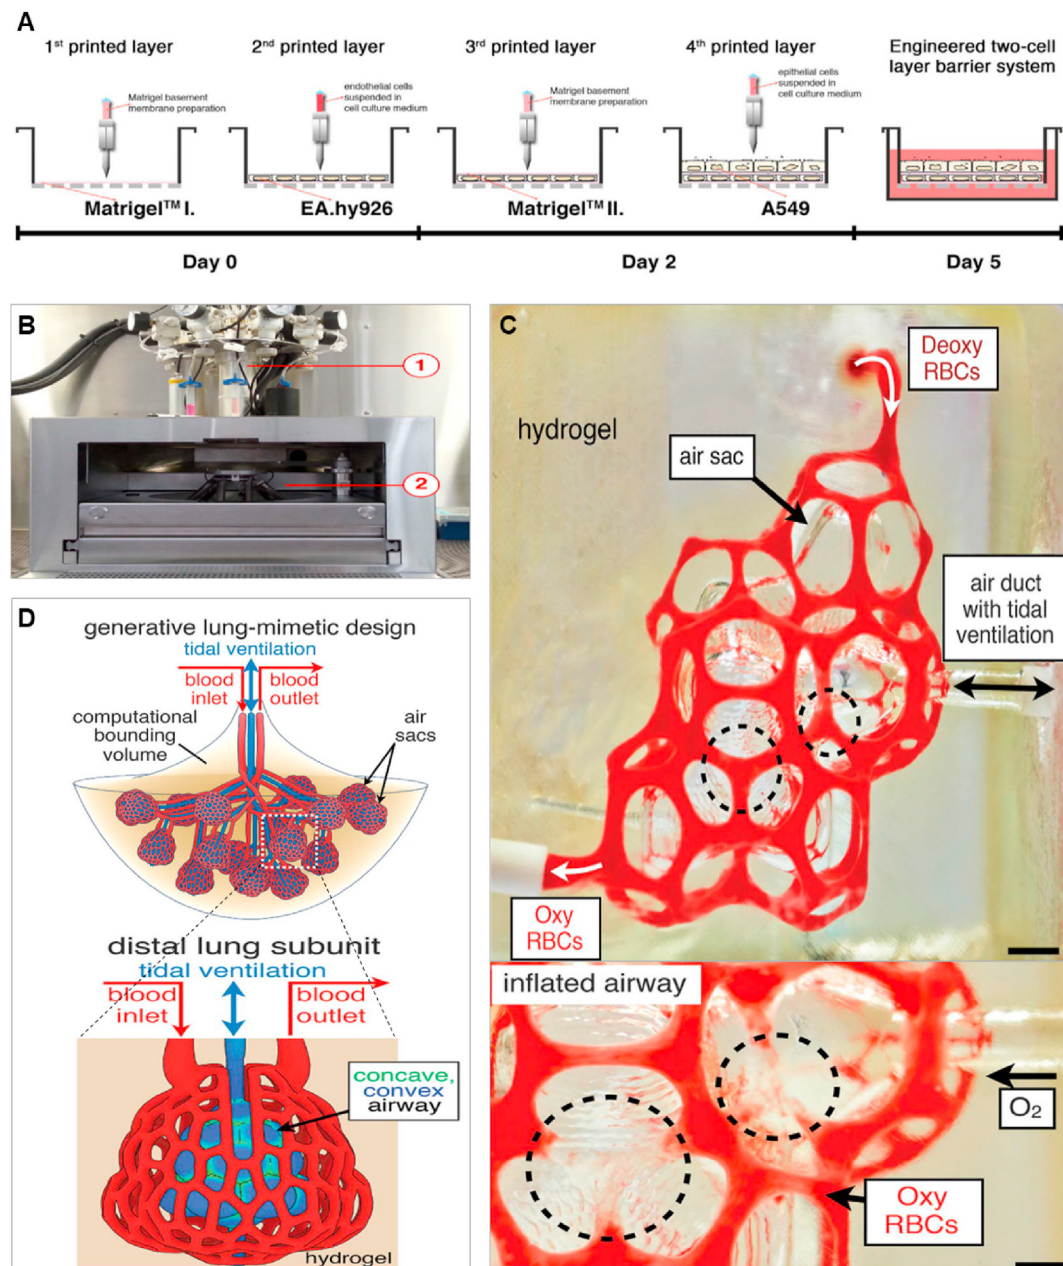 A
1st printed layer
2nd printed layer
3rd printed layer
4th printed layer
Engineered two-cell
layer barrier system
Matrigel basement
membrane preparation
endothelial cells
suspended in
cell culture medium
Matrigel basement
membrane preparation
epithelial cells
suspended in
cell culture medium
Matrigel™ I.
EA.hy926
Matrigel™ II.
A549
Day 0
Day 2
Day 5
B
1
2
C
Deoxy
RBCs
hydrogel
air sac
air duct
with tidal
ventilation
Oxy
RBCs
inflated airway
O2
Oxy
RBCs
D
generative lung-mimetic design
tidal ventilation
blood
inlet
blood
outlet
computational
bounding
volume
air
sacs
distal lung subunit
tidal ventilation
blood
inlet
blood
outlet
concave,
convex
airway
hydrogel